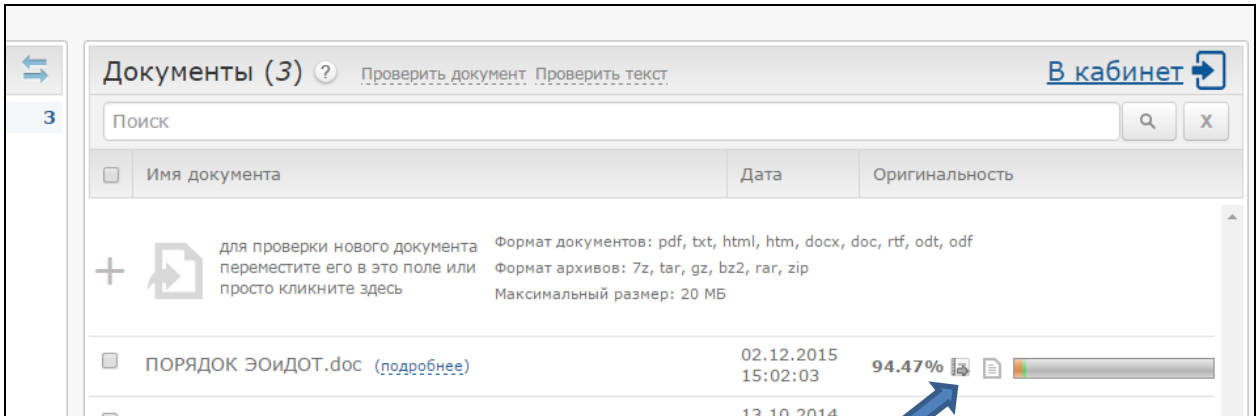 Документы (3) ? Проверить документ Проверить текст В кабинет
3
Поиск X
Имя документа Дата Оригинальность
для проверки нового документа
переместите его в это поле или
просто кликните здесь
Формат документов: pdf, txt, html, htm, docx, doc, rtf, odt, odf
Формат архивов: 7z, tar, gz, bz2, rar, zip
Максимальный размер: 20 МБ
ПОРЯДОК ЭОиДОТ.doc (подробнее) 02.12.2015
15:02:03
94.47%
13.10.2014